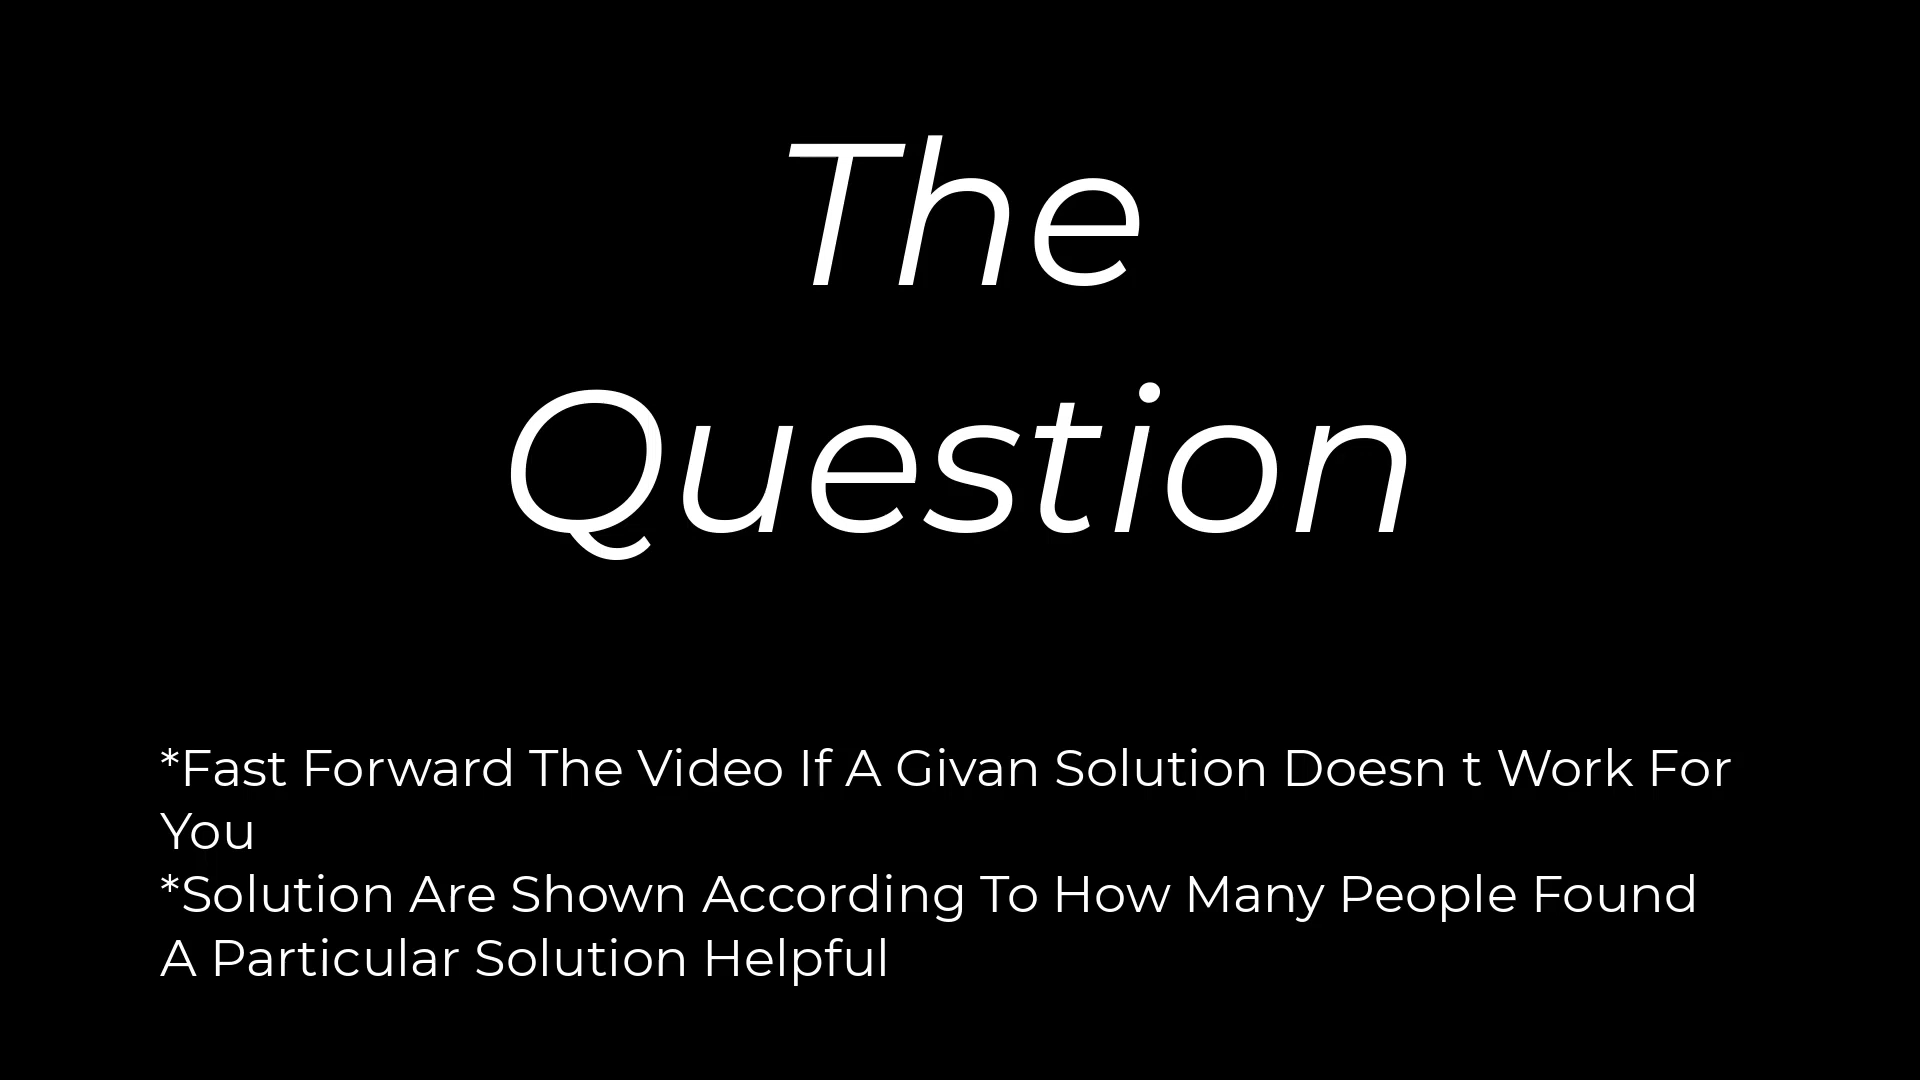 The
Question
*Fast Forward The Video If A Givan Solution Doesn t Work For
You
*Solution Are Shown According To How Many People Found
A Particular Solution Helpful